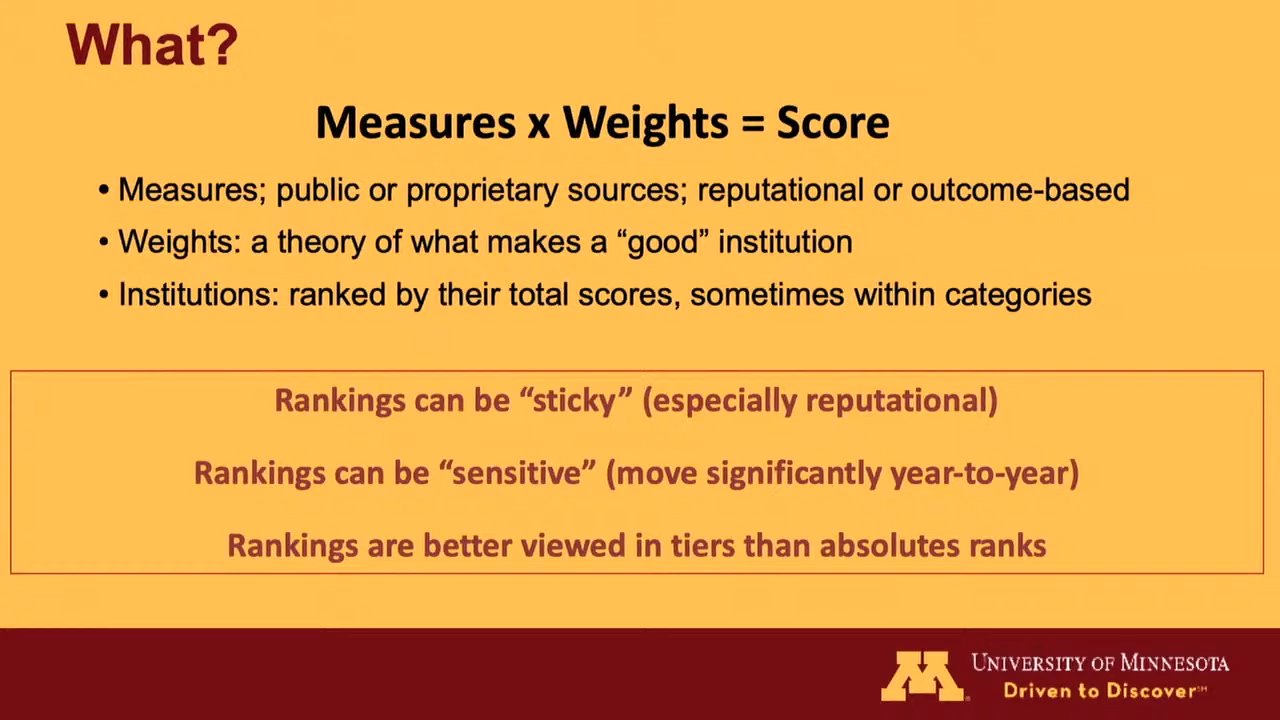 What?
Measures x Weights = Score
• Measures; public or proprietary sources; reputational or outcome-based
• Weights: a theory of what makes a “good” institution
• Institutions: ranked by their total scores, sometimes within categories
Rankings can be “sticky” (especially reputational)
Rankings can be “sensitive” (move significantly year-to-year)
Rankings are better viewed in tiers than absolutes ranks
M® UNIVERSITY OF MINNESOTA
Driven to Discover℠